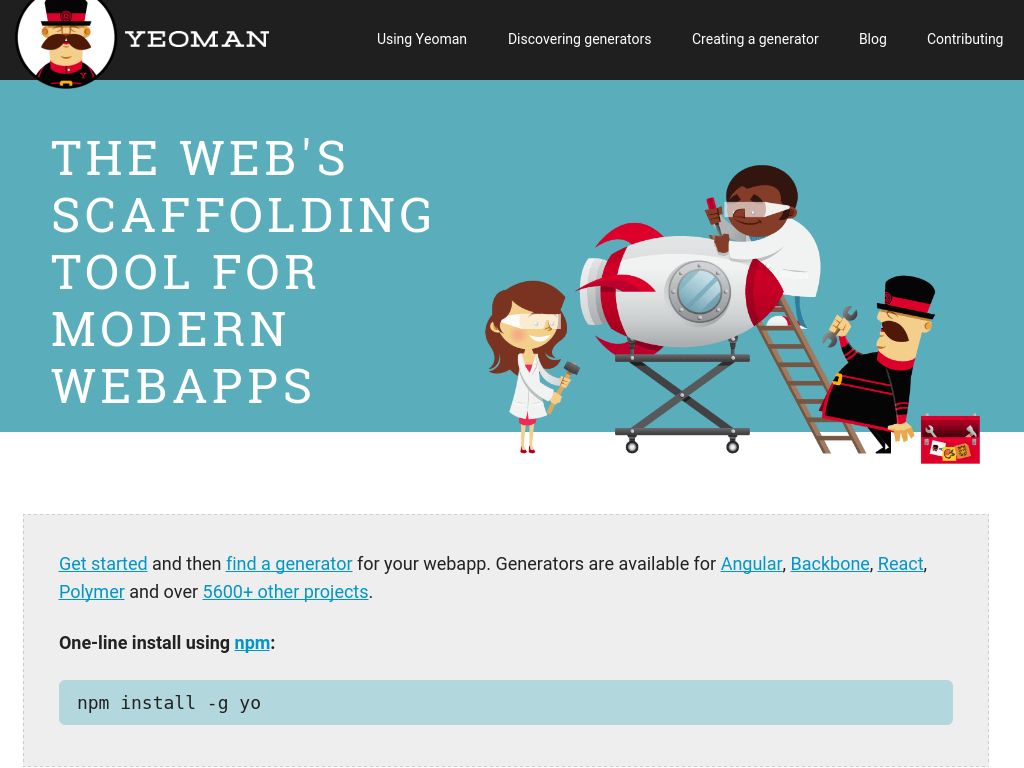 YEOMAN
Using Yeoman
Discovering generators
Creating a generator
Blog
Contributing
THE WEB'S
SCAFFOLDING
TOOL FOR
MODERN
WEBAPPS
Get started and then find a generator for your webapp. Generators are available for Angular, Backbone, React,
Polymer and over 5600+ other projects.
One-line install using npm:
npm install -g yo